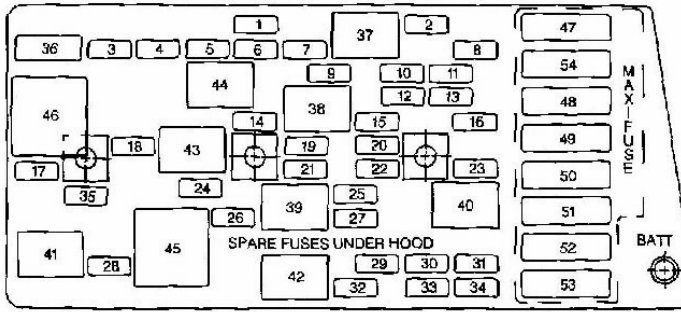 1 2 37 47
36 3 4 5 6 7 8
44 9 10 11 54
46 12 13 48
38
14 15 16
18 43 19 20 49
17 21 22 23 50
35 24 25
39 40 51
26 27
45 SPARE FUSES UNDER HOOD BATT
41 52
28 42 29 30 31
32 33 34 53
MAXI-FUSE